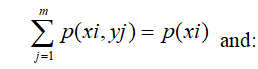 m
∑ p(xi, yj) = p(xi) and:
j=1